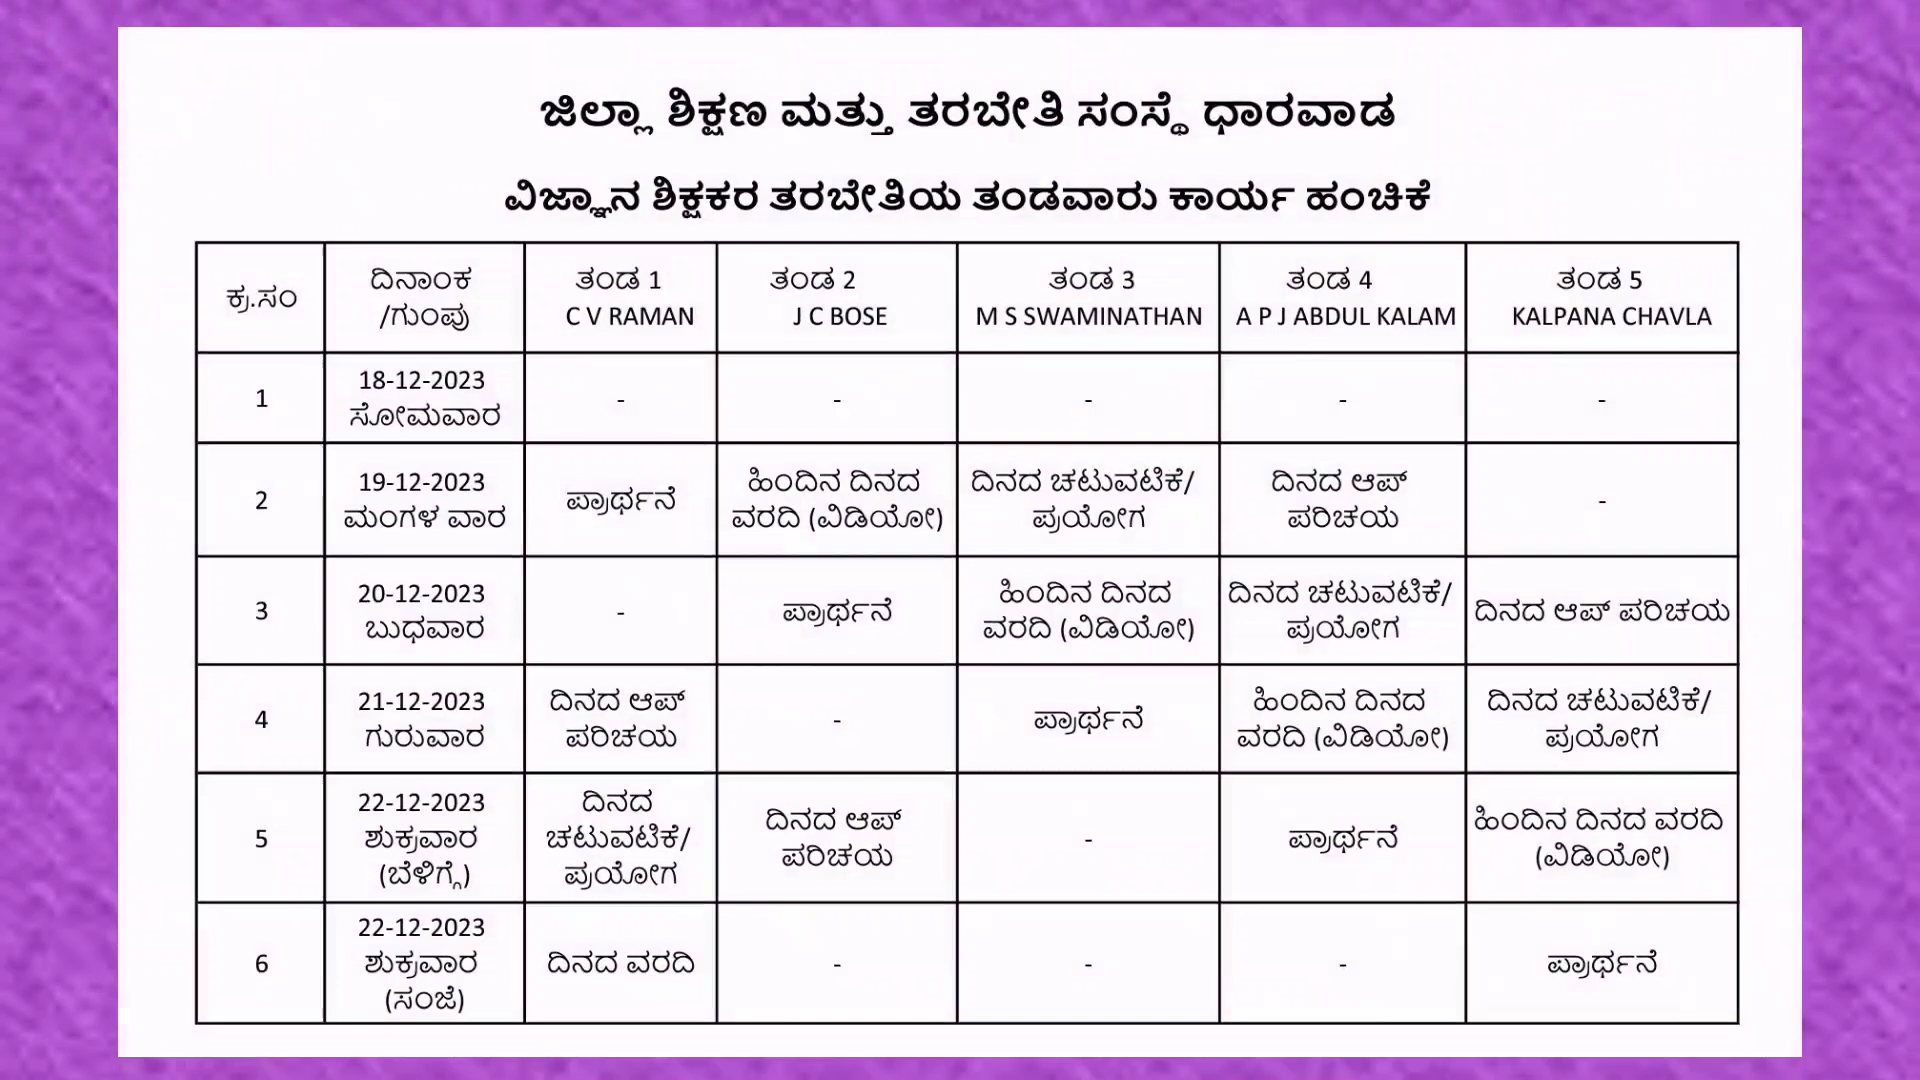 ಜಿಲ್ಲಾ ಶಿಕ್ಷಣ ಮತ್ತು ತರಬೇತಿ ಸಂಸ್ಥೆ ಧಾರವಾಡ
ವಿಜ್ಞಾನ ಶಿಕ್ಷಕರ ತರಬೇತಿಯ ತಂಡವಾರು ಕಾರ್ಯ ಹಂಚಿಕೆ
ಕ್ರ.ಸಂ
ದಿನಾಂಕ
/ಗುಂಪು
ತಂಡ 1
C V RAMAN
ತಂಡ 2
J C BOSE
ತಂಡ 3
M S SWAMINATHAN
ತಂಡ 4
A P J ABDUL KALAM
ತಂಡ 5
KALPANA CHAVLA
1
18-12-2023
ಸೋಮವಾರ
-
-
-
-
-
2
19-12-2023
ಮಂಗಳ ವಾರ
ಪ್ರಾರ್ಥನೆ
ಹಿಂದಿನ ದಿನದ
ವರದಿ (ವಿಡಿಯೋ)
ದಿನದ ಚಟುವಟಿಕೆ/
ಪ್ರಯೋಗ
ದಿನದ ಆಪ್
ಪರಿಚಯ
-
3
20-12-2023
ಬುಧವಾರ
-
ಪ್ರಾರ್ಥನೆ
ಹಿಂದಿನ ದಿನದ
ವರದಿ (ವಿಡಿಯೋ)
ದಿನದ ಚಟುವಟಿಕೆ/
ಪ್ರಯೋಗ
ದಿನದ ಆಪ್ ಪರಿಚಯ
4
21-12-2023
ಗುರುವಾರ
ದಿನದ ಆಪ್
ಪರಿಚಯ
-
ಪ್ರಾರ್ಥನೆ
ಹಿಂದಿನ ದಿನದ
ವರದಿ (ವಿಡಿಯೋ)
ದಿನದ ಚಟುವಟಿಕೆ/
ಪ್ರಯೋಗ
5
22-12-2023
ಶುಕ್ರವಾರ
(ಬೆಳಿಗ್ಗೆ)
ದಿನದ
ಚಟುವಟಿಕೆ/
ಪ್ರಯೋಗ
ದಿನದ ಆಪ್
ಪರಿಚಯ
-
ಪ್ರಾರ್ಥನೆ
ಹಿಂದಿನ ದಿನದ ವರದಿ
(ವಿಡಿಯೋ)
6
22-12-2023
ಶುಕ್ರವಾರ
(ಸಂಜೆ)
ದಿನದ ವರದಿ
-
-
-
ಪ್ರಾರ್ಥನೆ